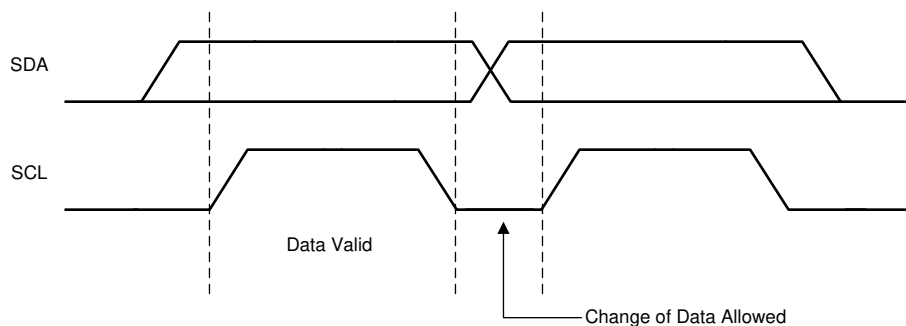 SDA
SCL
Data Valid
Change of Data Allowed